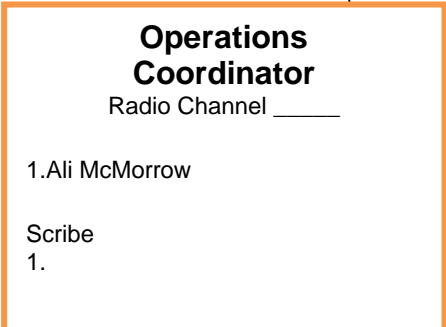 Operations
Coordinator
Radio Channel _____
1.Ali McMorrow
Scribe
1.